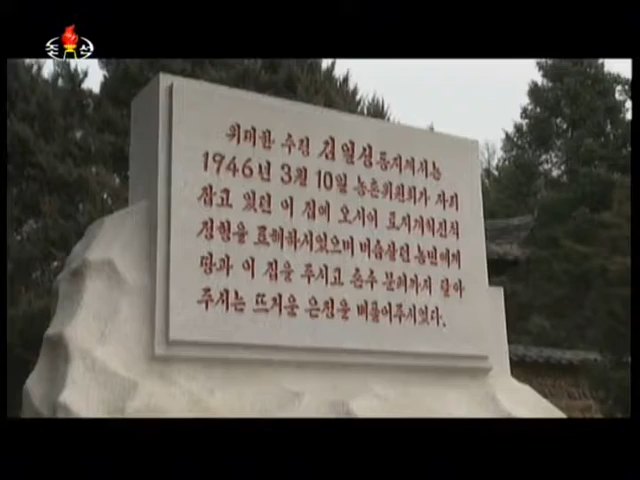 조선
위대한 수령 김일성동지께서는
1946년 3월 10일 농촌위원회가 자리
잡고 있던 이 집에 오시여 토지개혁진척
정형을 료해하시였으며 머슴살던 농민에게
땅과 이 집을 주시고 손수 문패까지 달아
주시는 뜨거운 은정을 베풀어주시였다.